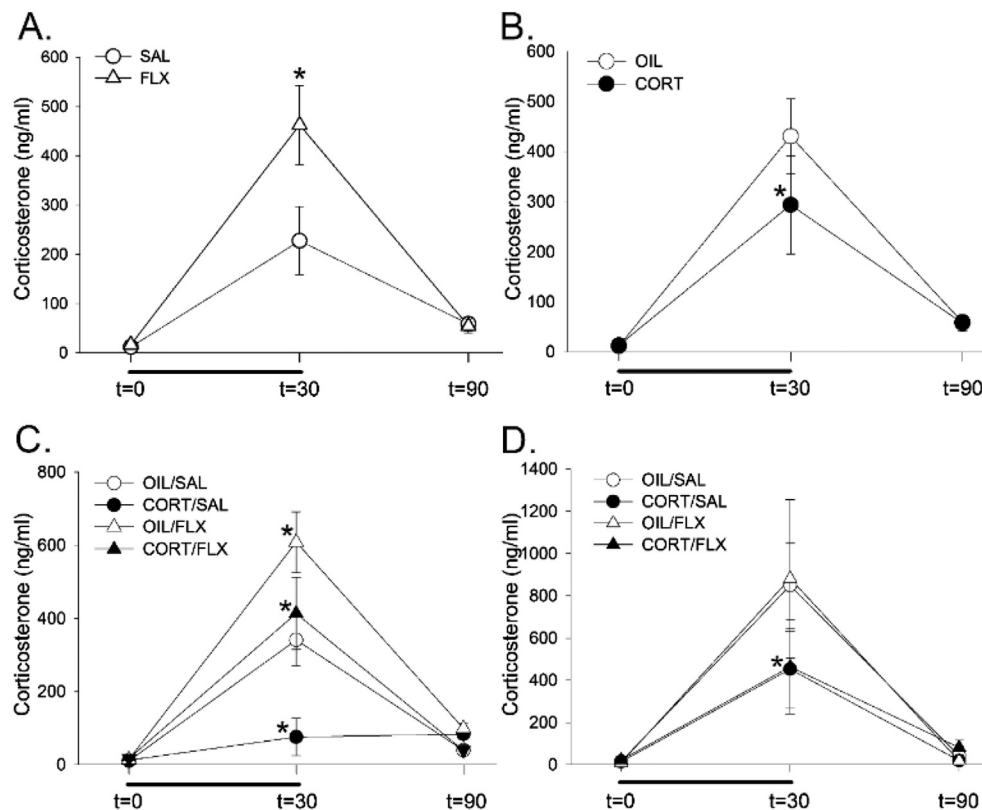 A.
SAL
FLX
*
Corticosterone (ng/ml)
600
500
400
300
200
100
0
t=0
t=30
t=90
B.
OIL
CORT
*
Corticosterone (ng/ml)
600
500
400
300
200
100
0
t=0
t=30
t=90
C.
OIL/SAL
CORT/SAL
OIL/FLX
CORT/FLX
*
*
*
Corticosterone (ng/ml)
800
600
400
200
0
t=0
t=30
t=90
D.
OIL/SAL
CORT/SAL
OIL/FLX
CORT/FLX
*
Corticosterone (ng/ml)
1400
1200
1000
800
600
400
200
0
t=0
t=30
t=90